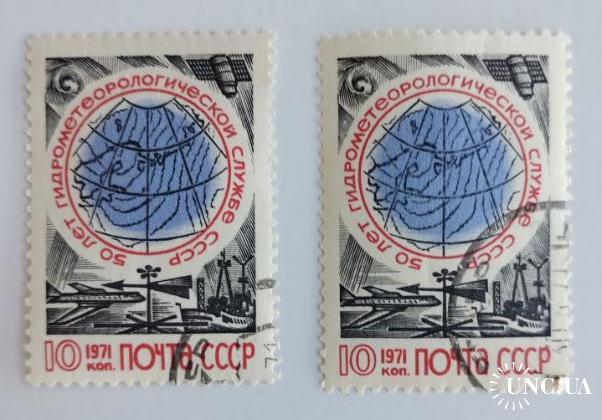 50 ЛЕТ ГИДРОМЕТЕОРОЛОГИЧЕСКОЙ СЛУЖБЕ СССР
10 1971 КОП. ПОЧТА СССР
50 ЛЕТ ГИДРОМЕТЕОРОЛОГИЧЕСКОЙ СЛУЖБЕ СССР
10 1971 КОП. ПОЧТА СССР
UNC.UA